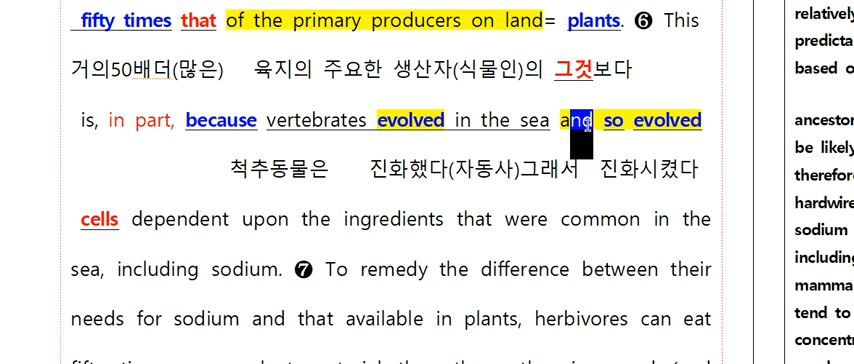 fifty times that of the primary producers on land= plants. ❻ This
거의50배더(많은) 육지의 주요한 생산자(식물인)의 그것보다
is, in part, because vertebrates evolved in the sea and so evolved
척추동물은 진화했다(자동사)그래서 진화시켰다
cells dependent upon the ingredients that were common in the
sea, including sodium. ❼ To remedy the difference between their
needs for sodium and that available in plants, herbivores can eat
relatively
predicta
based o
ancestor
be likely
therefore
hardwire
sodium
including
mamma
tend to
concentr